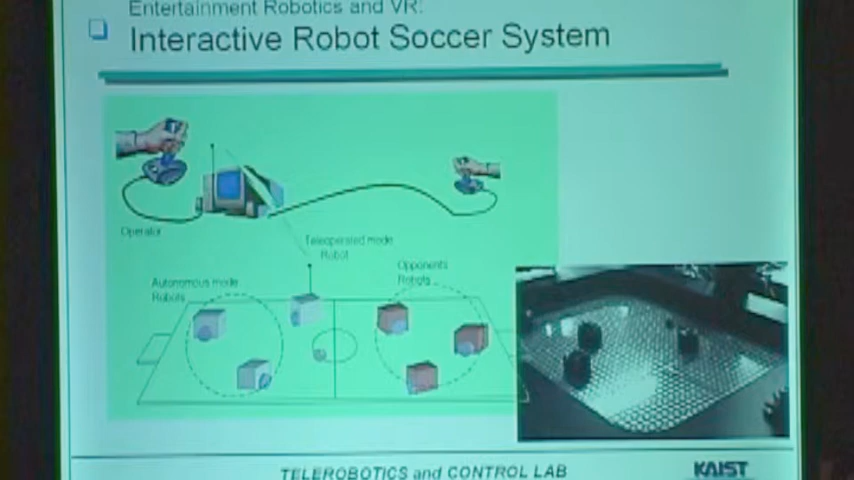 Entertainment Robotics and VR:
Interactive Robot Soccer System
Operator
Teleoperated mode
Robot
Autonomous mode
Robots
Opponents
Robots
TELEROBOTICS and CONTROL LAB
KAIST